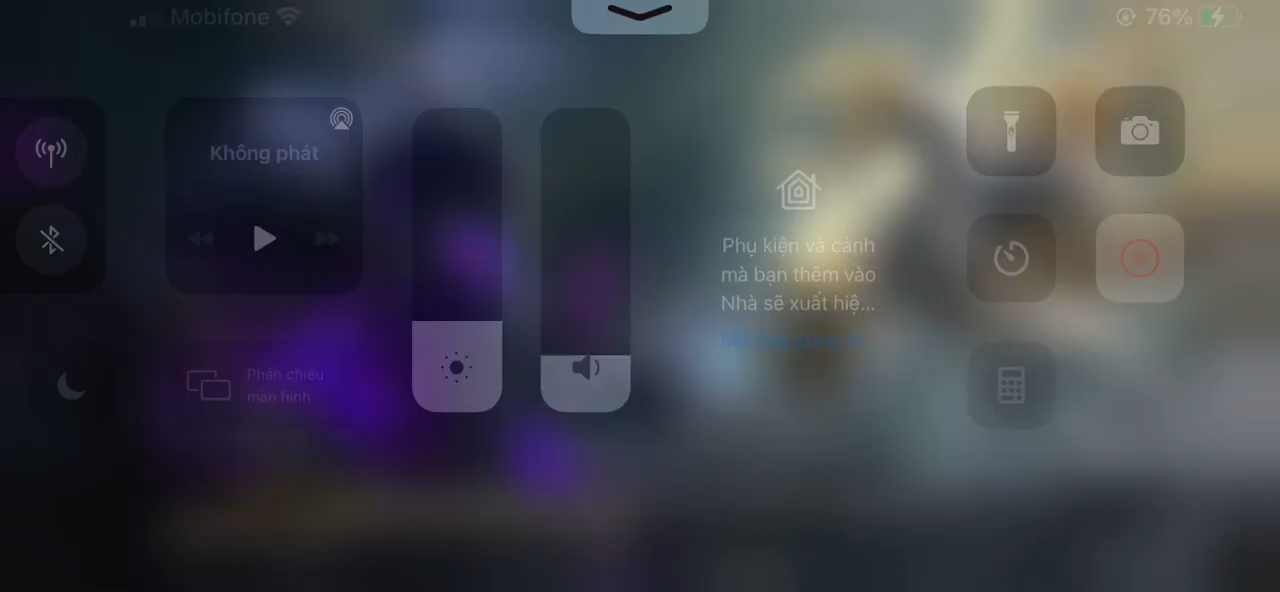 Mobifone
76%
Không phát
Phụ kiện và cảnh
mà bạn thêm vào
Nhà sẽ xuất hiệ...
Phản chiếu
màn hình